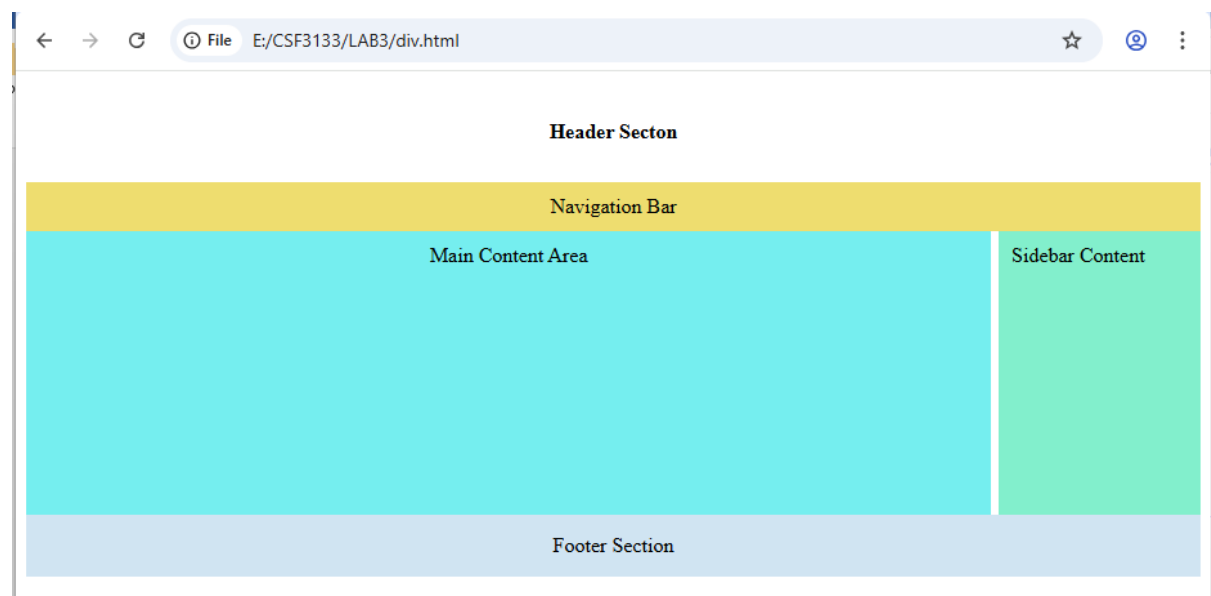 File E:/CSF3133/LAB3/div.html
Header Secton
Navigation Bar
Main Content Area Sidebar Content
Footer Section